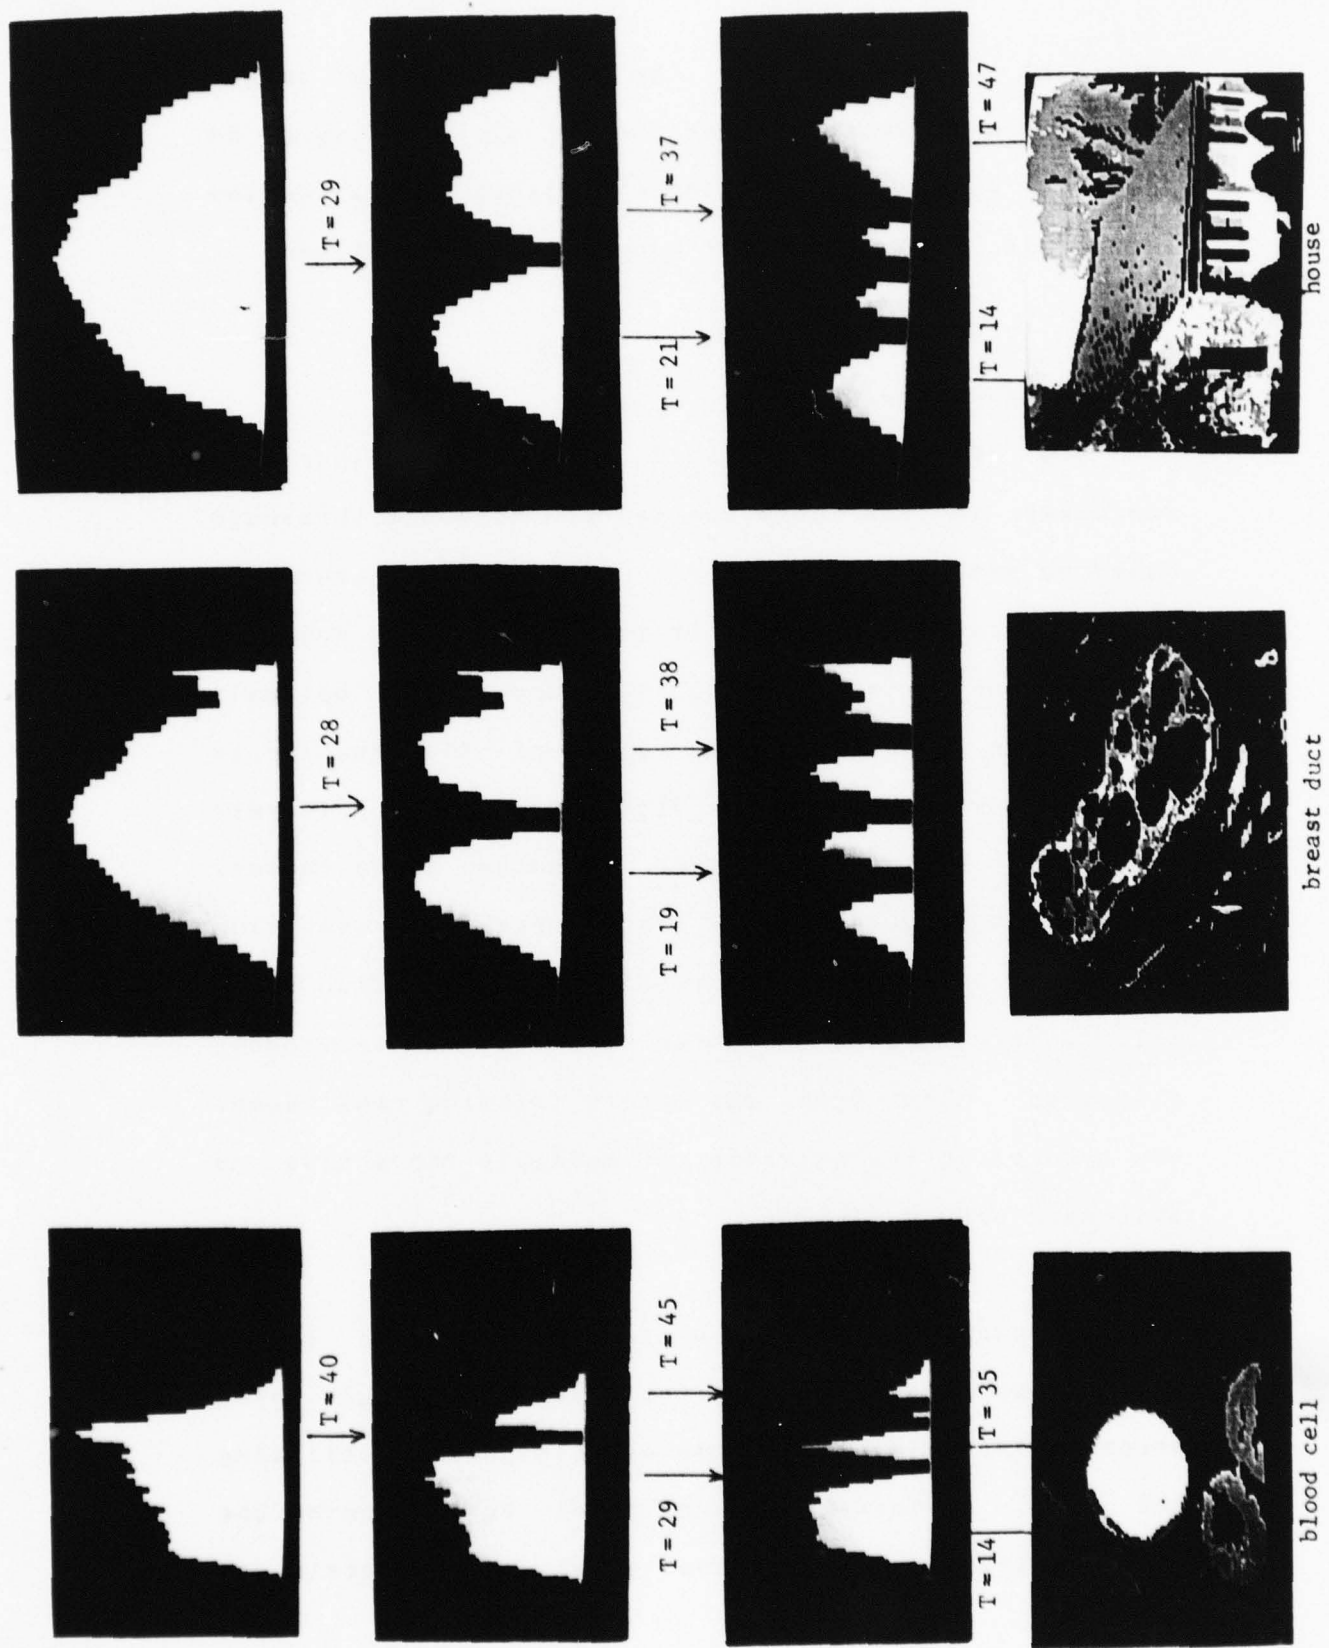 T = 40
T = 28
T = 29
T = 29
T = 45
T = 19
T = 38
T = 21
T = 37
T = 14
T = 35
T = 14
T = 47
blood cell
breast duct
house